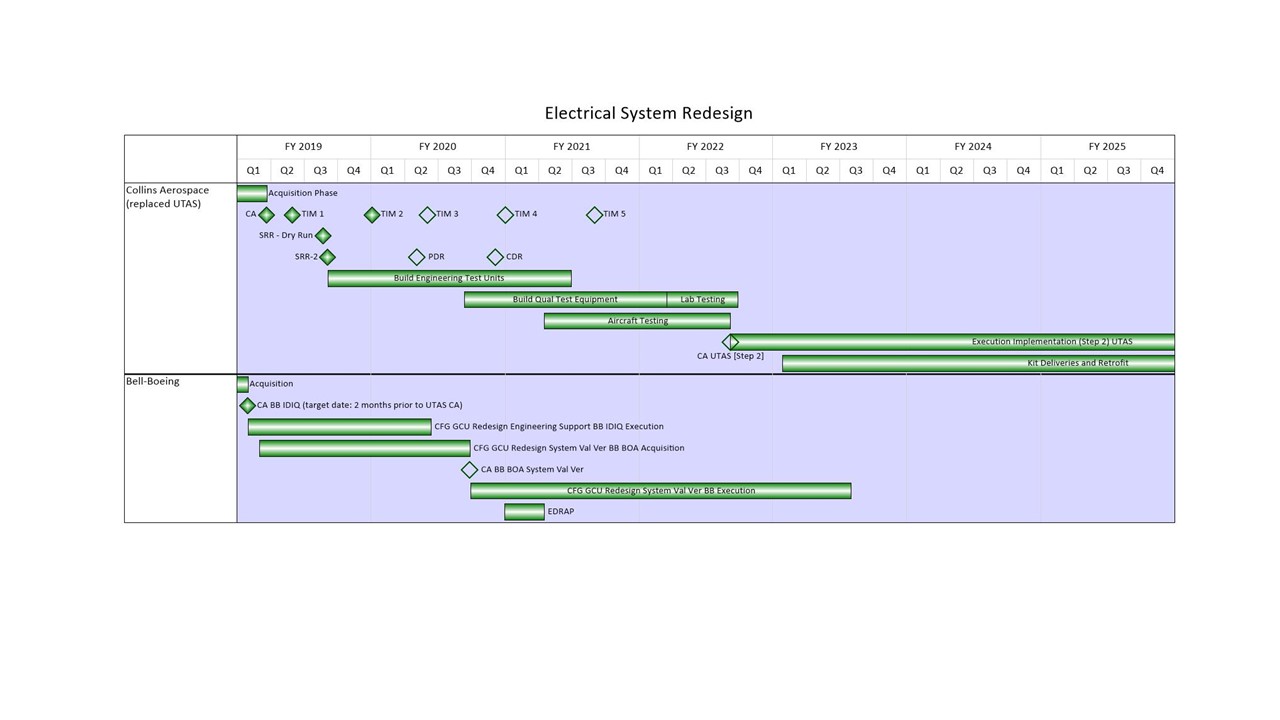 Electrical System Redesign
FY 2019 FY 2020 FY 2021 FY 2022 FY 2023 FY 2024 FY 2025
Q1 Q2 Q3 Q4 Q1 Q2 Q3 Q4 Q1 Q2 Q3 Q4 Q1 Q2 Q3 Q4 Q1 Q2 Q3 Q4 Q1 Q2 Q3 Q4 Q1 Q2 Q3 Q4
Collins Aerospace
(replaced UTAS)
Acquisition Phase
CA TIM 1 TIM 2 TIM 3 TIM 4 TIM 5
SRR - Dry Run
SRR-2 PDR CDR
Build Engineering Test Units
Build Qual Test Equipment Lab Testing
Aircraft Testing
Execution Implementation (Step 2) UTAS
CA UTAS [Step 2]
Kit Deliveries and Retrofit
Bell-Boeing
Acquisition
CA BB IDIQ (target date: 2 months prior to UTAS CA)
CFG GCU Redesign Engineering Support BB IDIQ Execution
CFG GCU Redesign System Val Ver BB BOA Acquisition
CA BB BOA System Val Ver
CFG GCU Redesign System Val Ver BB Execution
EDRAP